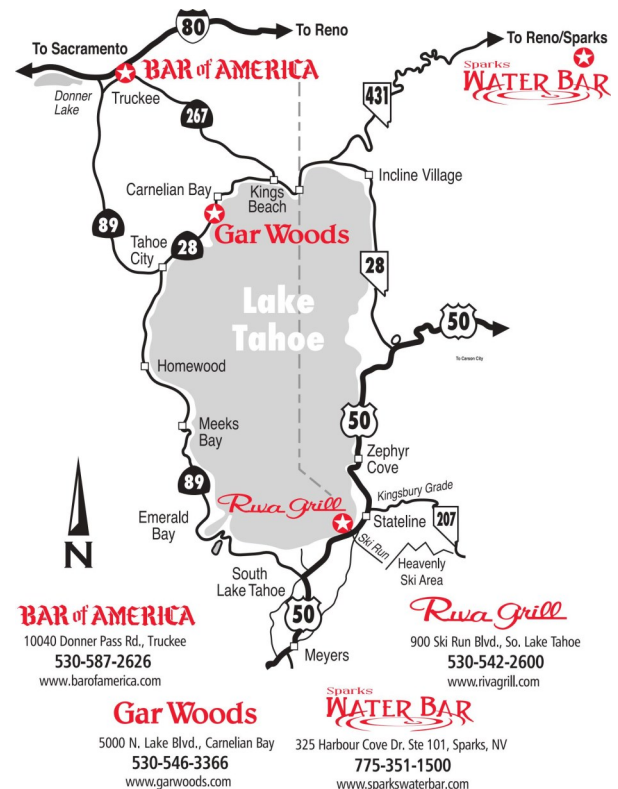 80
To Reno
To Sacramento
BAR of AMERICA
Donner
Lake
Truckee
267
431
To Reno/Sparks
Sparks
WATER BAR
Carnelian Bay
Kings
Beach
Incline Village
89
Tahoe
City
28
Gar Woods
28
Lake
Tahoe
50
To Carson City
Homewood
50
Meeks
Bay
Zephyr
Cove
89
Riva Grill
Kingsbury Grade
Emerald
Bay
Stateline
207
Ski Run
Heavenly
Ski Area
N
South
Lake Tahoe
50
Meyers
BAR of AMERICA
10040 Donner Pass Rd., Truckee
530-587-2626
www.barofamerica.com
Riva Grill
900 Ski Run Blvd., So. Lake Tahoe
530-542-2600
www.rivagrill.com
Gar Woods
5000 N. Lake Blvd., Carnelian Bay
530-546-3366
www.garwoods.com
Sparks
WATER BAR
325 Harbour Cove Dr. Ste 101, Sparks, NV
775-351-1500
www.sparkswaterbar.com